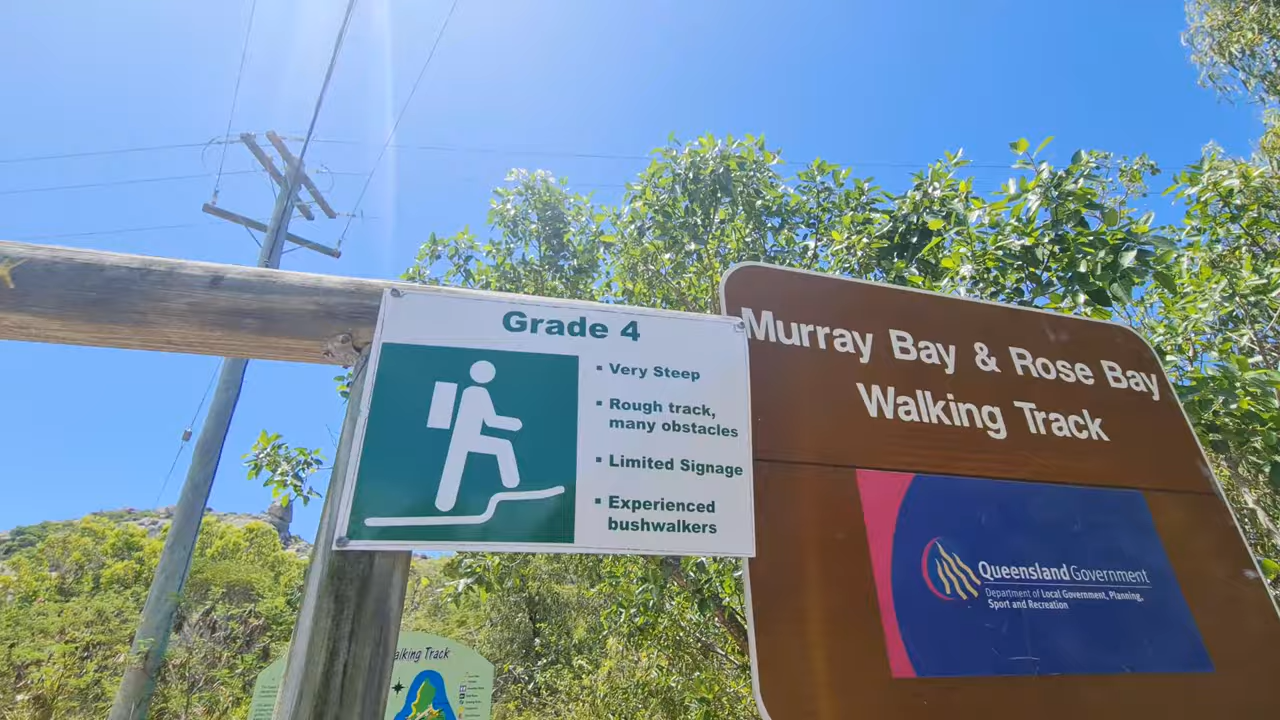 Grade 4
▪ Very Steep
▪ Rough track,
many obstacles
▪ Limited Signage
▪ Experienced
bushwalkers
Murray Bay & Rose Bay
Walking Track
Queensland Government
Department of Local Government, Planning,
Sport and Recreation
alking Track